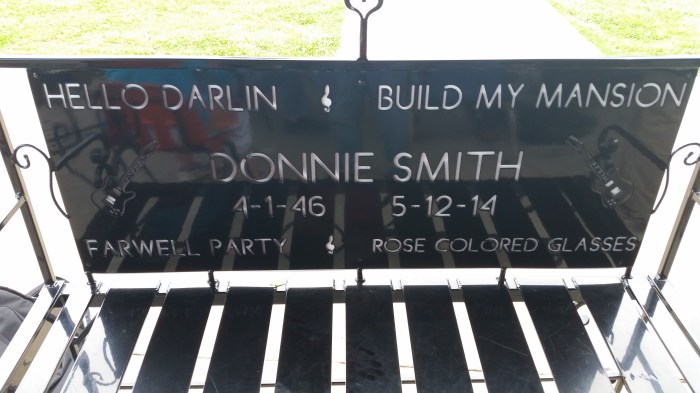 HELLO DARLIN BUILD MY MANSION
DONNIE SMITH
4-1-46 5-12-14
FARWELL PARTY ROSE COLORED GLASSES